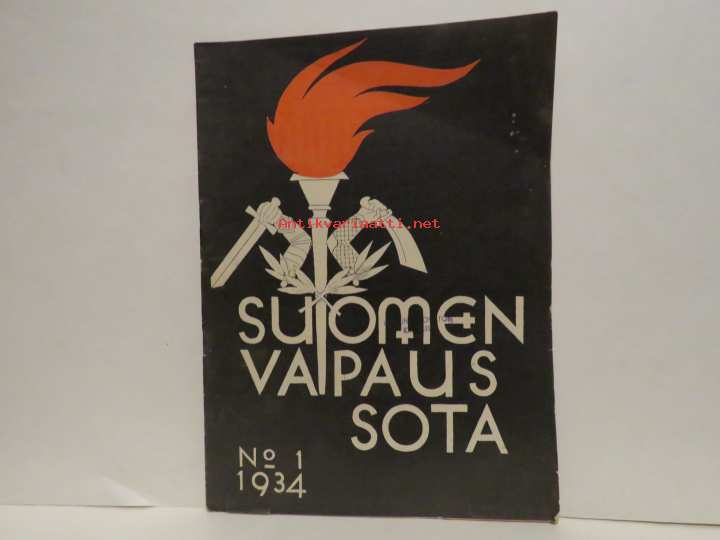 Antikvariaatti.net
SUOMEN
VAPAUS
SOTA
No 1
1934